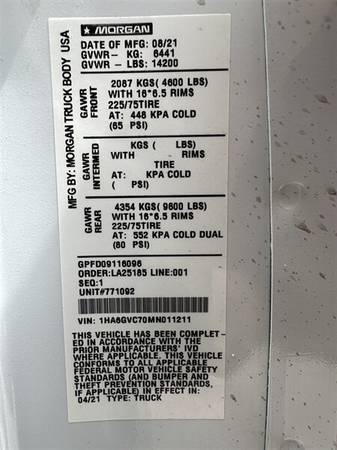 MORGAN
MFG BY: MORGAN TRUCK BODY USA
DATE OF MFG: 08/21
GVWR- KG: 6441
GVWR - LBS: 14200
GAWR FRONT
2087 KGS( 4600 LBS)
WITH 16*6.5 RIMS
225/75TIRE
AT: 448 KPA COLD
(65 PSI)
GAWR INTERMED
KGS ( LBS)
WITH - RIMS
TIRE
AT: KPA COLD
( PSI)
GAWR REAR
4354 KGS(9600 LBS)
WITH 16*6.5 RIMS
225/75TIRE
AT: 552 KPA COLD DUAL
(80 PSI)
GPFD09116096
ORDER:LA25185 LINE:001
SEQ:1
UNIT#771092
VIN: 1HA6GVC70MN011211
THIS VEHICLE HAS BEEN COMPLET-
ED IN ACCORDANCE WITH THE
PRIOR MANUFACTURERS' IVD
WHERE APPLICABLE. THIS VEHICLE
CONFORMS TO ALL APPLICABLE
FEDERAL MOTOR VEHICLE SAFETY
STANDARDS (AND BUMPER AND
THEFT PREVENTION STANDARDS,
IF APPLICABLE) IN EFFECT IN:
04/21 TYPE: TRUCK